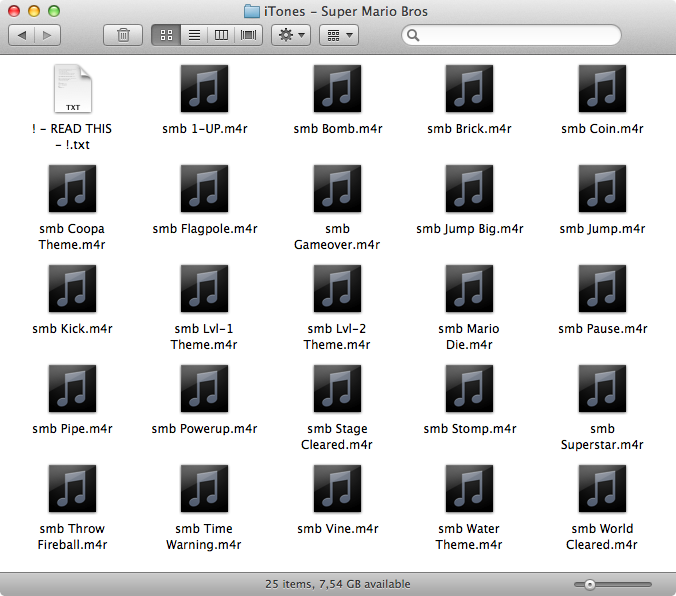 iTones – Super Mario Bros
TXT
! – READ THIS
– !.txt
smb 1-UP.m4r
smb Bomb.m4r
smb Brick.m4r
smb Coin.m4r
smb Coopa
Theme.m4r
smb Flagpole.m4r
smb
Gameover.m4r
smb Jump Big.m4r
smb Jump.m4r
smb Kick.m4r
smb Lvl-1
Theme.m4r
smb Lvl-2
Theme.m4r
smb Mario
Die.m4r
smb Pause.m4r
smb Pipe.m4r
smb Powerup.m4r
smb Stage
Cleared.m4r
smb Stomp.m4r
smb
Superstar.m4r
smb Throw
Fireball.m4r
smb Time
Warning.m4r
smb Vine.m4r
smb Water
Theme.m4r
smb World
Cleared.m4r
25 items, 7,54 GB available